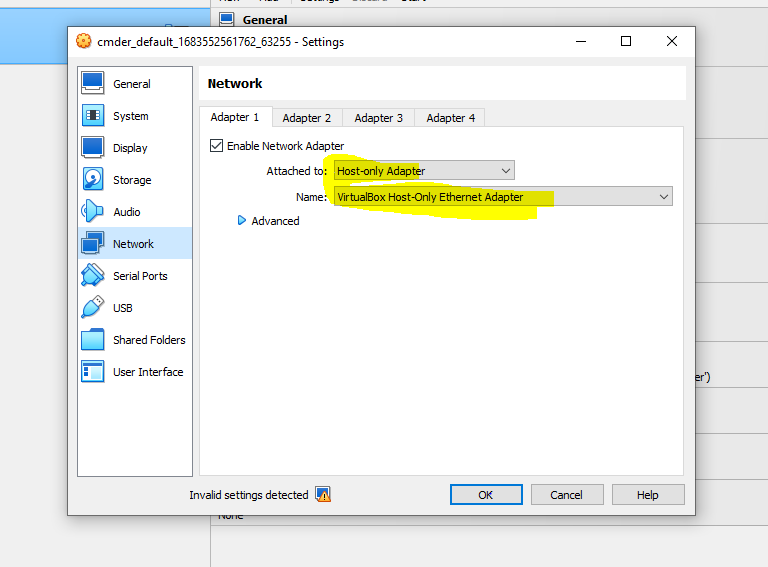 General
cmder_default_1683552561762_63255 - Settings
General
System
Display
Storage
Audio
Network
Serial Ports
USB
Shared Folders
User Interface
Network
Adapter 1 Adapter 2 Adapter 3 Adapter 4
Enable Network Adapter
Attached to: Host-only Adapter
Name: VirtualBox Host-Only Ethernet Adapter
Advanced
er')
Invalid settings detected OK Cancel Help
None